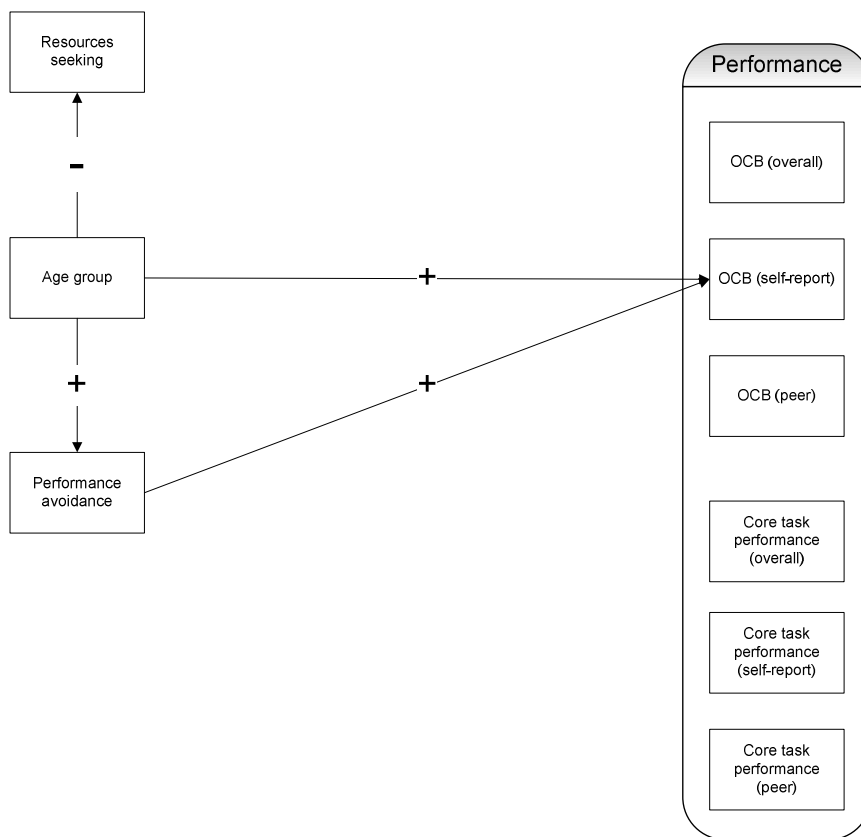 Resources
seeking
-
Age group
+
Performance
avoidance
+
+
Performance
OCB (overall)
OCB (self-report)
OCB (peer)
Core task
performance
(overall)
Core task
performance
(self-report)
Core task
performance
(peer)